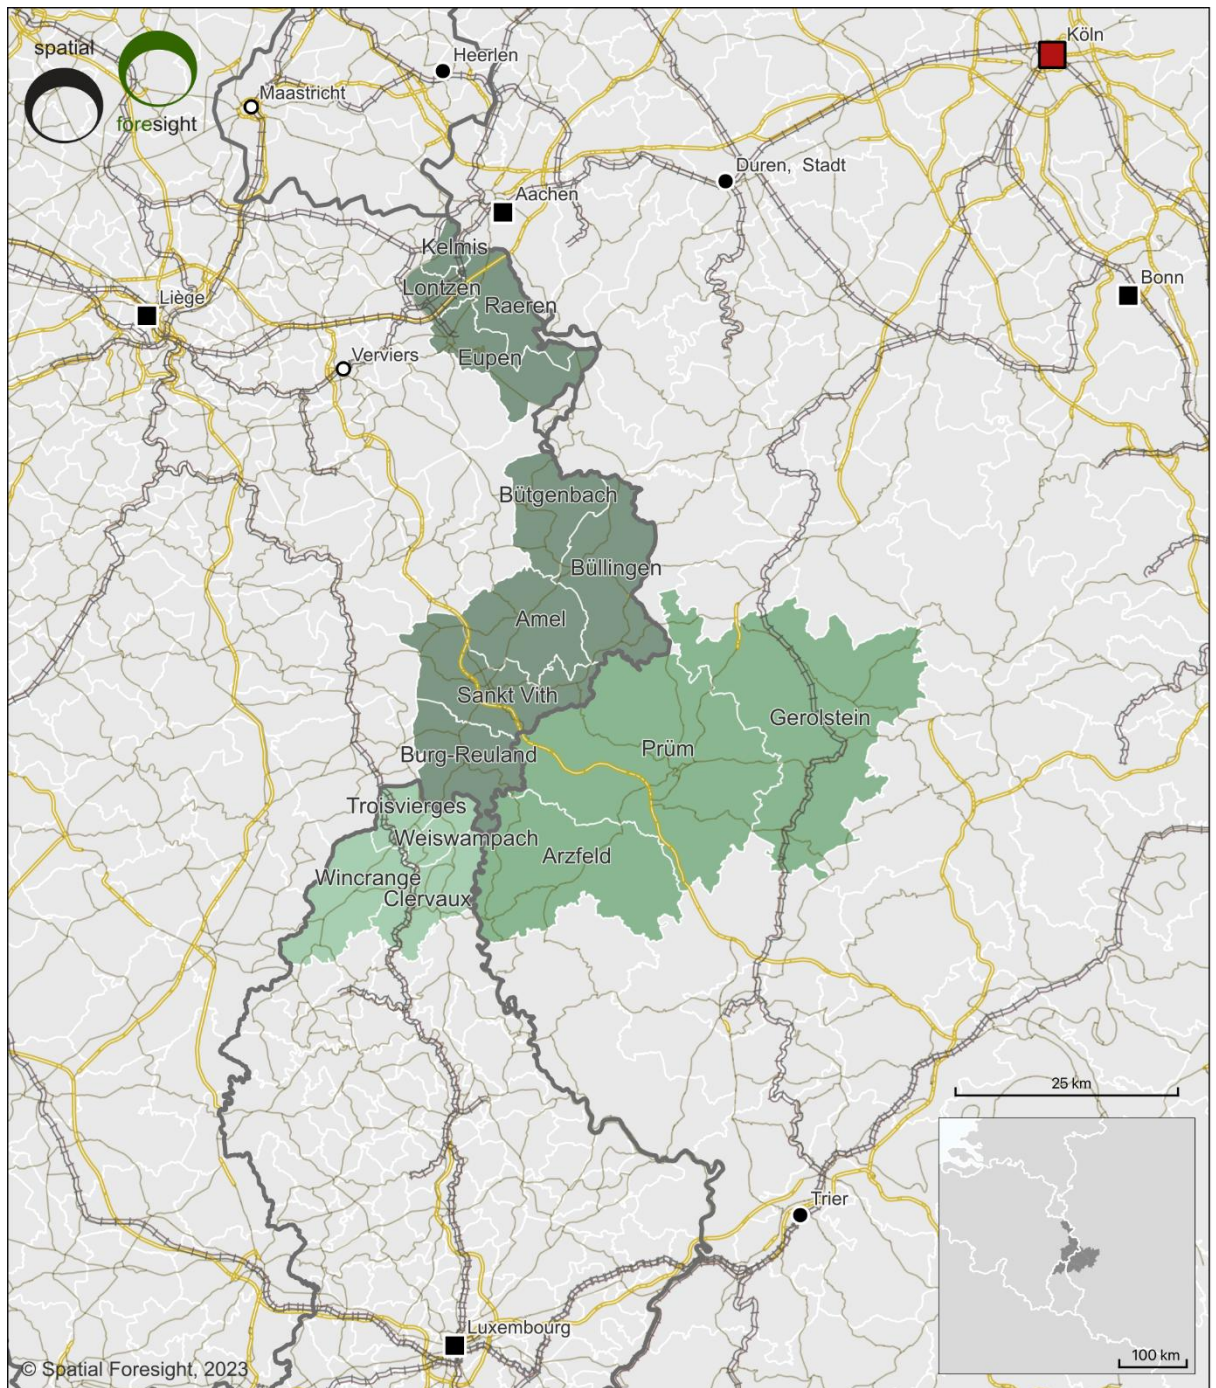 spatial
foresight
Heerlen
Maastricht
Köln
Düren, Stadt
Aachen
Kelmis
Lontzen
Raeren
Liège
Bonn
Verviers
Eupen
Bütgenbach
Büllingen
Amel
Sankt Vith
Gerolstein
Prüm
Burg-Reuland
Troisvierges
Weiswampach
Arzfeld
Wincrange
Clervaux
25 km
Trier
Luxembourg
100 km
© Spatial Foresight, 2023